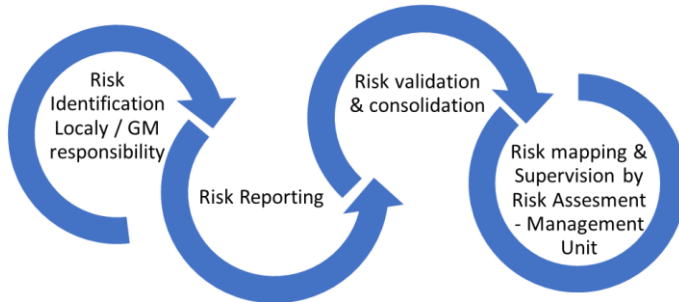 Risk
Identification
Localy / GM
responsibility
Risk Reporting
Risk validation
& consolidation
Risk mapping &
Supervision by
Risk Assesment
- Management
Unit